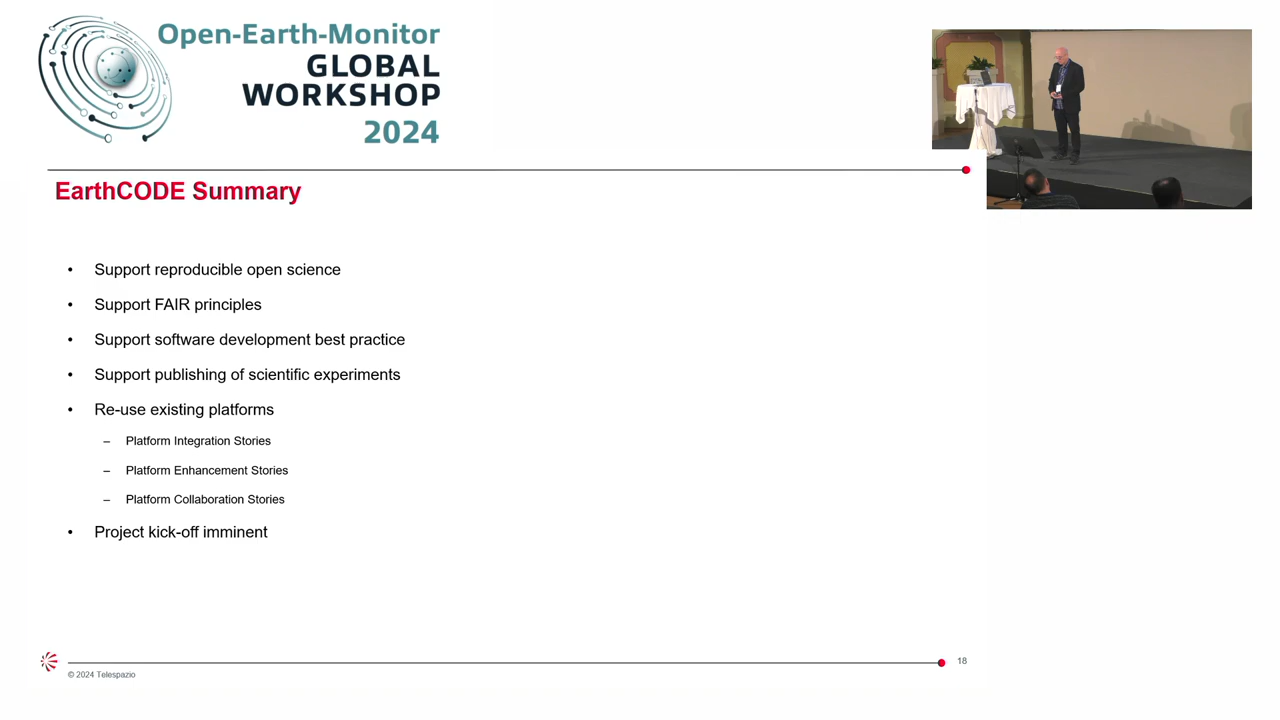 Open-Earth-Monitor
GLOBAL
WORKSHOP
2024
EarthCODE Summary
• Support reproducible open science
• Support FAIR principles
• Support software development best practice
• Support publishing of scientific experiments
• Re-use existing platforms
– Platform Integration Stories
– Platform Enhancement Stories
– Platform Collaboration Stories
• Project kick-off imminent
18
© 2024 Telespazio